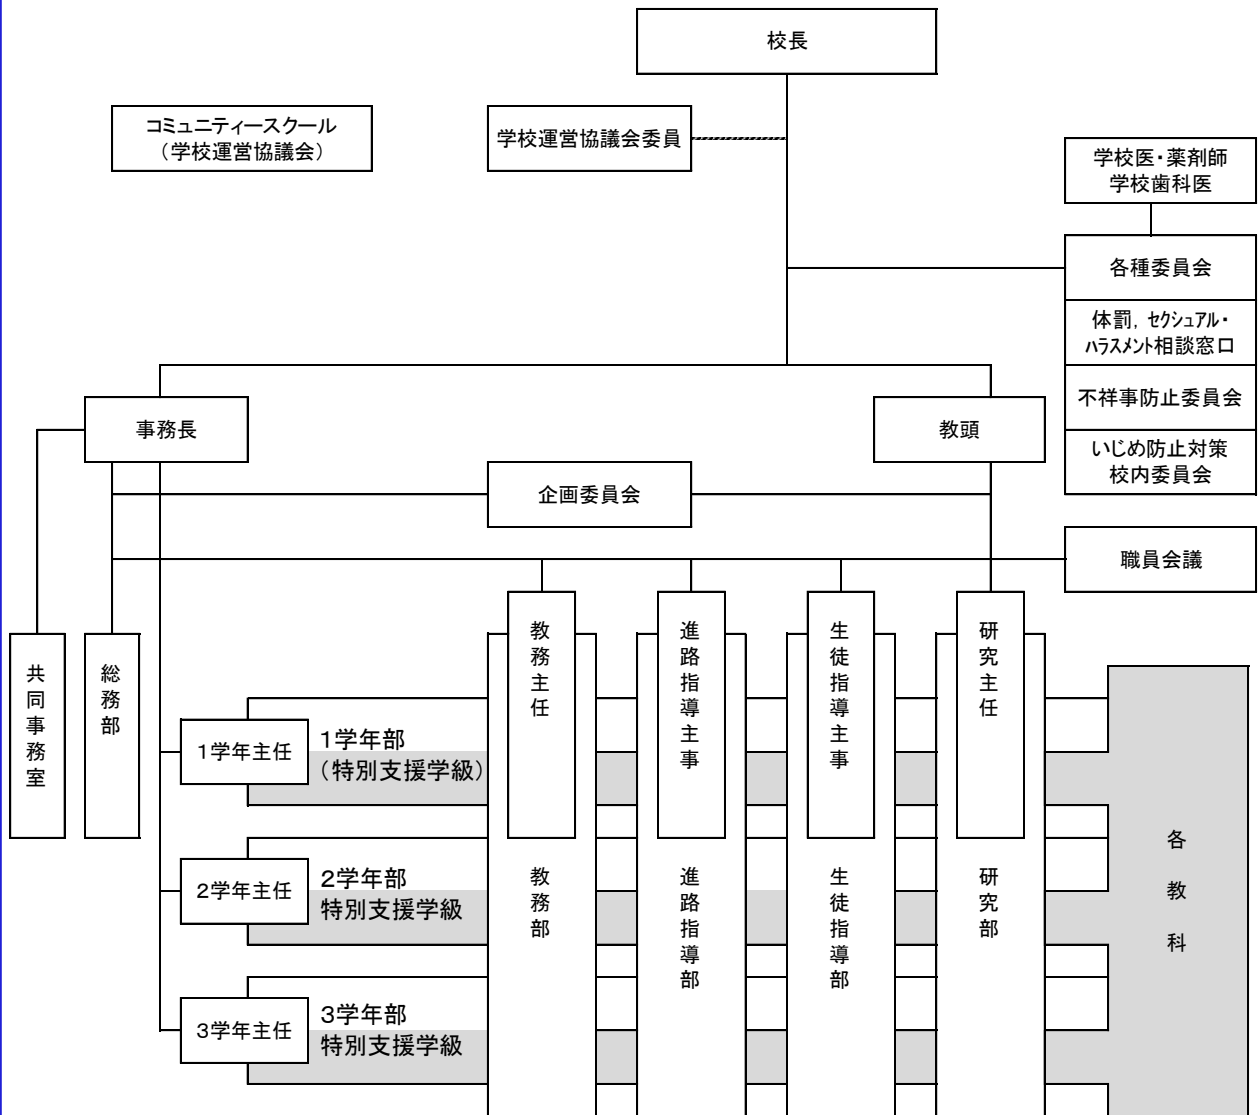 校長
コミュニティースクール
（学校運営協議会）
学校運営協議会委員
学校医・薬剤師
学校歯科医
各種委員会
体罰，セクシュアル・
ハラスメント相談窓口
不祥事防止委員会
いじめ防止対策
校内委員会
事務長
教頭
企画委員会
職員会議
共同事務室
総務部
教務主任
進路指導主事
生徒指導主事
研究主任
1学年主任
1学年部
（特別支援学級）
2学年主任
2学年部
特別支援学級
3学年主任
3学年部
特別支援学級
教務部
進路指導部
生徒指導部
研究部
各教科